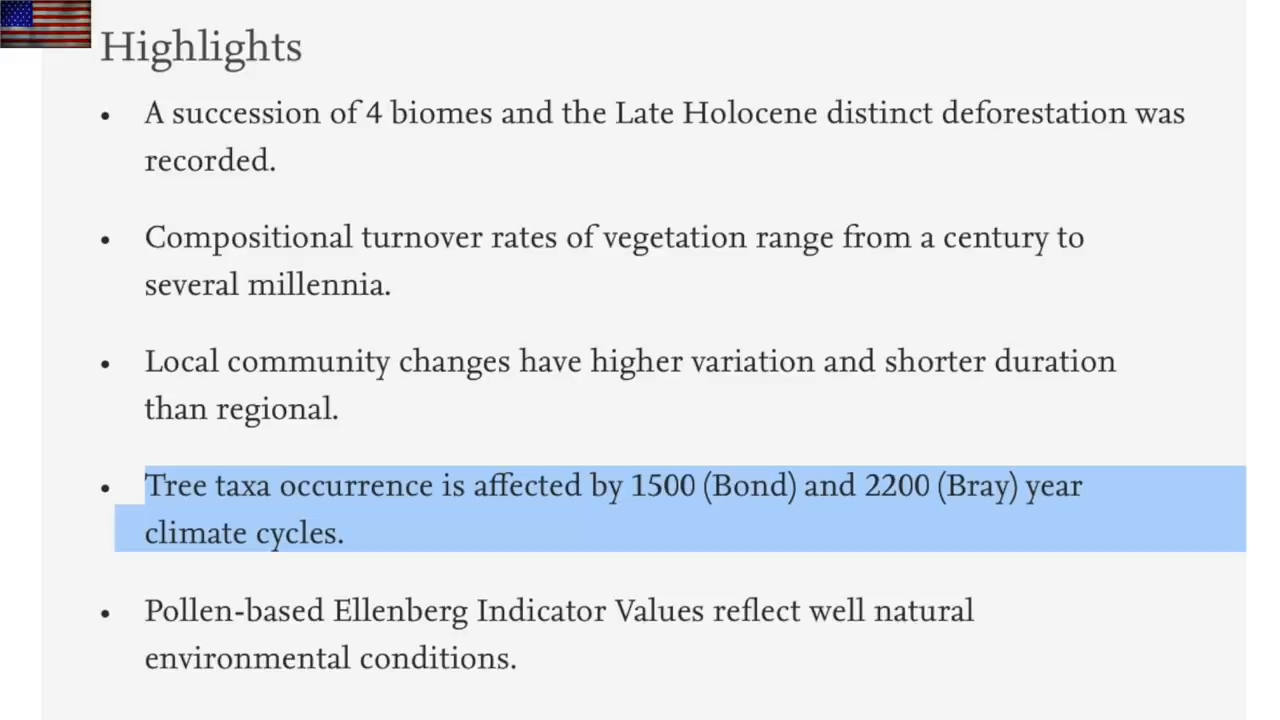 Highlights
• A succession of 4 biomes and the Late Holocene distinct deforestation was
recorded.
• Compositional turnover rates of vegetation range from a century to
several millennia.
• Local community changes have higher variation and shorter duration
than regional.
• Tree taxa occurrence is affected by 1500 (Bond) and 2200 (Bray) year
climate cycles.
• Pollen-based Ellenberg Indicator Values reflect well natural
environmental conditions.